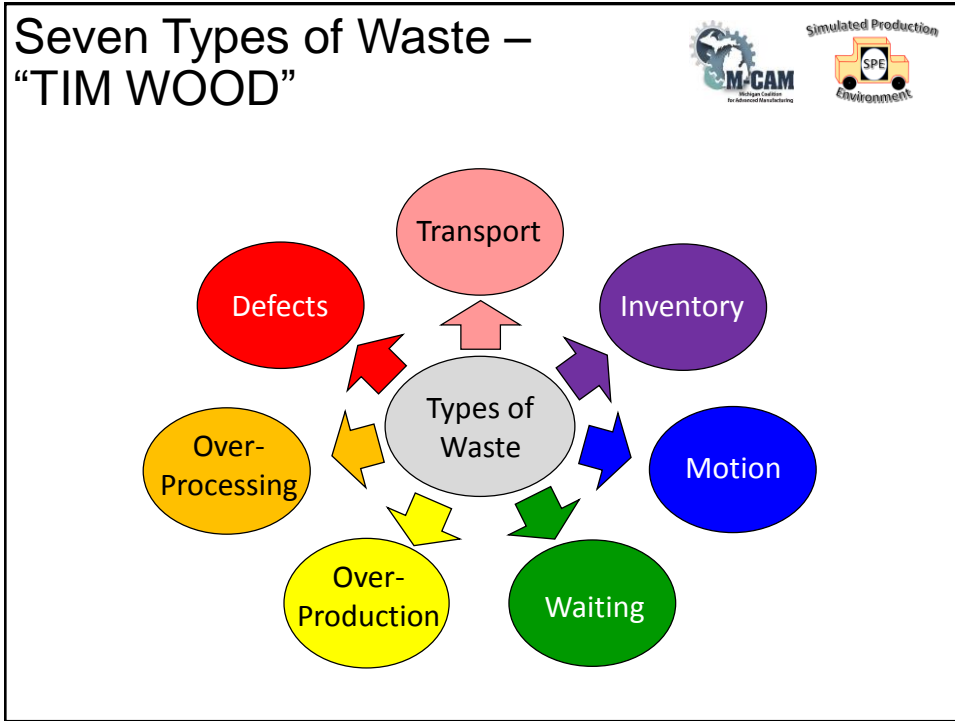 Seven Types of Waste –
“TIM WOOD”
M-CAM
Michigan Coalition
for Advanced Manufacturing
Simulated Production
SPE
Environment
Transport
Defects
Inventory
Types of
Waste
Over-
Processing
Motion
Over-
Production
Waiting